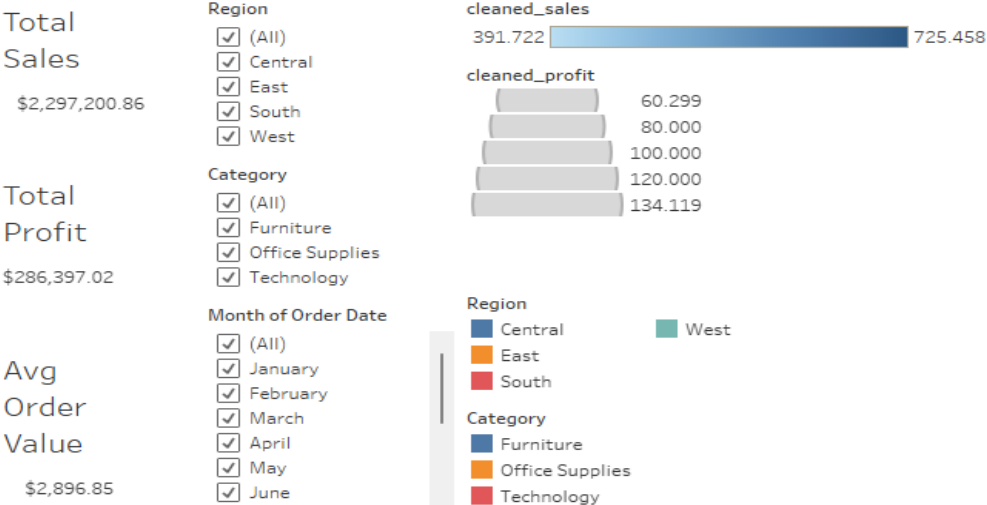 Total
Sales
$2,297,200.86
Total
Profit
$286,397.02
Avg
Order
Value
$2,896.85
Region
(All)
Central
East
South
West
Category
(All)
Furniture
Office Supplies
Technology
Month of Order Date
(All)
January
February
March
April
May
June
cleaned_sales
391.722 725.458
cleaned_profit
60.299
80.000
100.000
120.000
134.119
Region
Central West
East
South
Category
Furniture
Office Supplies
Technology